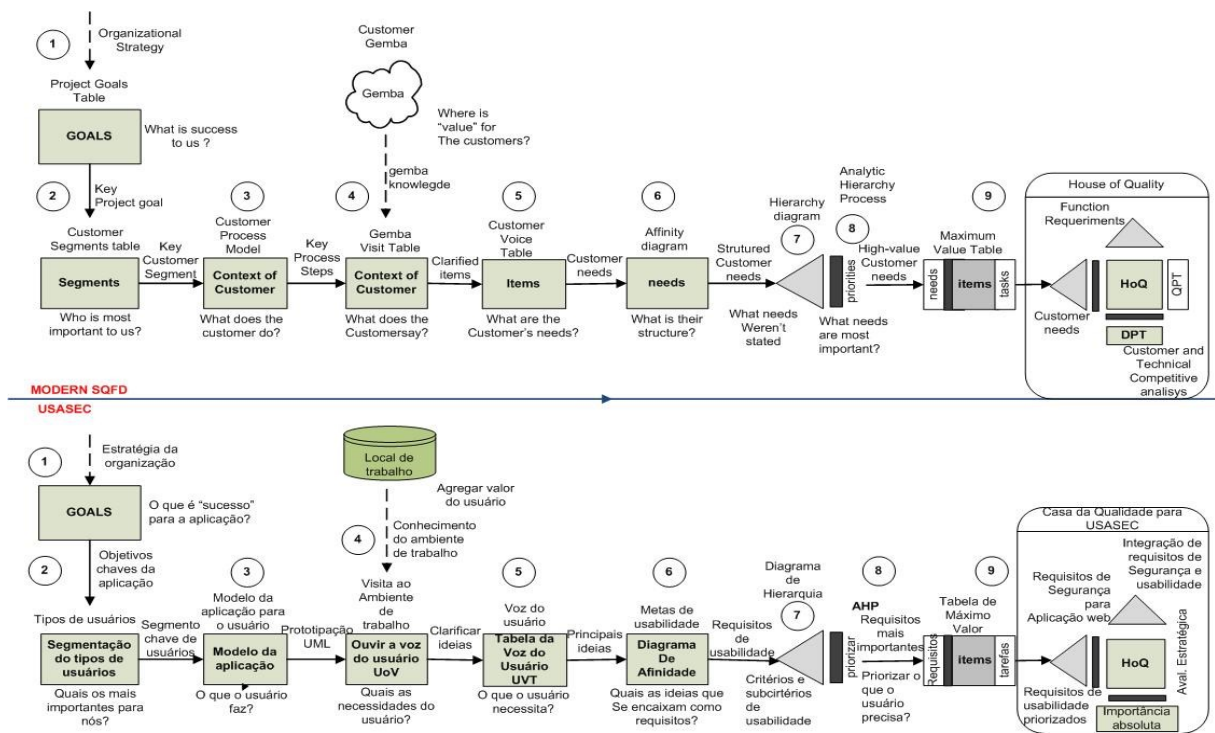 1
Organizational
Strategy
Project Goals
Table
GOALS
What is success
to us ?
2
Key
Project goal
Customer
Segments table
Segments
Who is most
important to us?
Key
Customer
Segment
3
Customer
Process
Model
Context of
Customer
What does the
customer do?
Key
Process
Steps
Customer
Gemba
Gemba
Where is
"value" for
The customers?
gemba
knowlegde
4
Gemba
Visit Table
Context of
Customer
What does the
Customersay?
Clarified
items
5
Customer
Voice
Table
Items
What are the
Customer's needs?
Customer
needs
6
Affinity
diagram
needs
What is their
structure?
Strutured
Customer
needs
Hierarchy
diagram
7
What needs
Weren't
stated
Analytic
Hierarchy
Process
8
priorities
What needs
are most
important?
High-value
Customer
needs
9
Maximum
Value Table
needs
items
tasks
House of Quality
Function
Requeriments
HoQ
QPT
Customer
needs
DPT
Customer and
Technical
Competitive
analisys
MODERN SQFD
USASEC
1
Estratégia da
organização
GOALS
O que é "sucesso"
para a aplicação?
2
Objetivos
chaves da
aplicação
Tipos de usuários
Segmentação
do tipos de
usuários
Quais os mais
importantes para
nós?
Segmento
chave de
usuários
3
Modelo da
aplicação para
o usuário
Modelo da
aplicação
O que o usuário
faz?
Prototipação
UML
Local de
trabalho
Agregar valor
do usuário
4
Conhecimento
do ambiente
de trabalho
Visita ao
Ambiente
de
trabalho
Ouvir a voz
do usuário
UoV
Quais as
necessidades do
usuário?
Clarificar
ideias
5
Voz do
usuário
Tabela da
Voz do
Usuário
UVT
O que o usuário
necessita?
Principais
ideias
6
Metas de
usabilidade
Diagrama
De
Afinidade
Quais as ideias que
Se encaixam como
requisitos?
Requisitos
de
usabilidade
Diagrama
de
Hierarquia
7
Critérios e
subcirtérios
de
usabilidade
8
AHP
Requisitos
mais
importantes
priorizar
Priorizar o
que o
usuário
precisa?
9
Tabela de
Máximo
Valor
Requisitos
items
tarefas
Casa da Qualidade para
USASEC
Integração de
requisitos de
Segurança e
usabilidade
Requisitos de
Segurança
para
Aplicação web
HoQ
Aval. Estratégica
Requisitos de
usabilidade
priorizados
Importância
absoluta